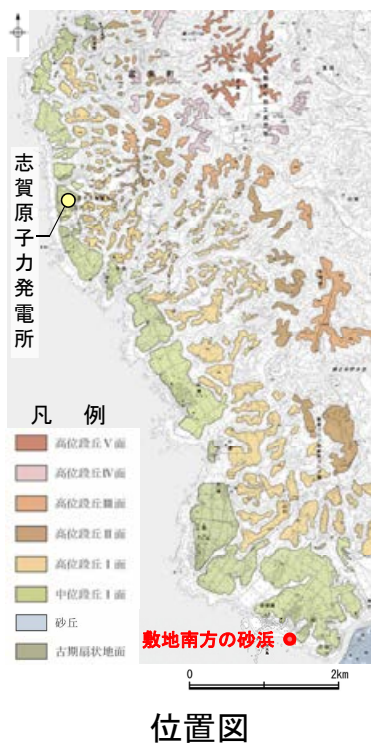 富来町
志賀原子力発電所
凡 例
高位段丘Ⅴ面
高位段丘Ⅳ面
高位段丘Ⅲ面
高位段丘Ⅱ面
高位段丘Ⅰ面
中位段丘Ⅰ面
砂丘
古期扇状地面
敷地南方の砂浜
0 2km
位置図